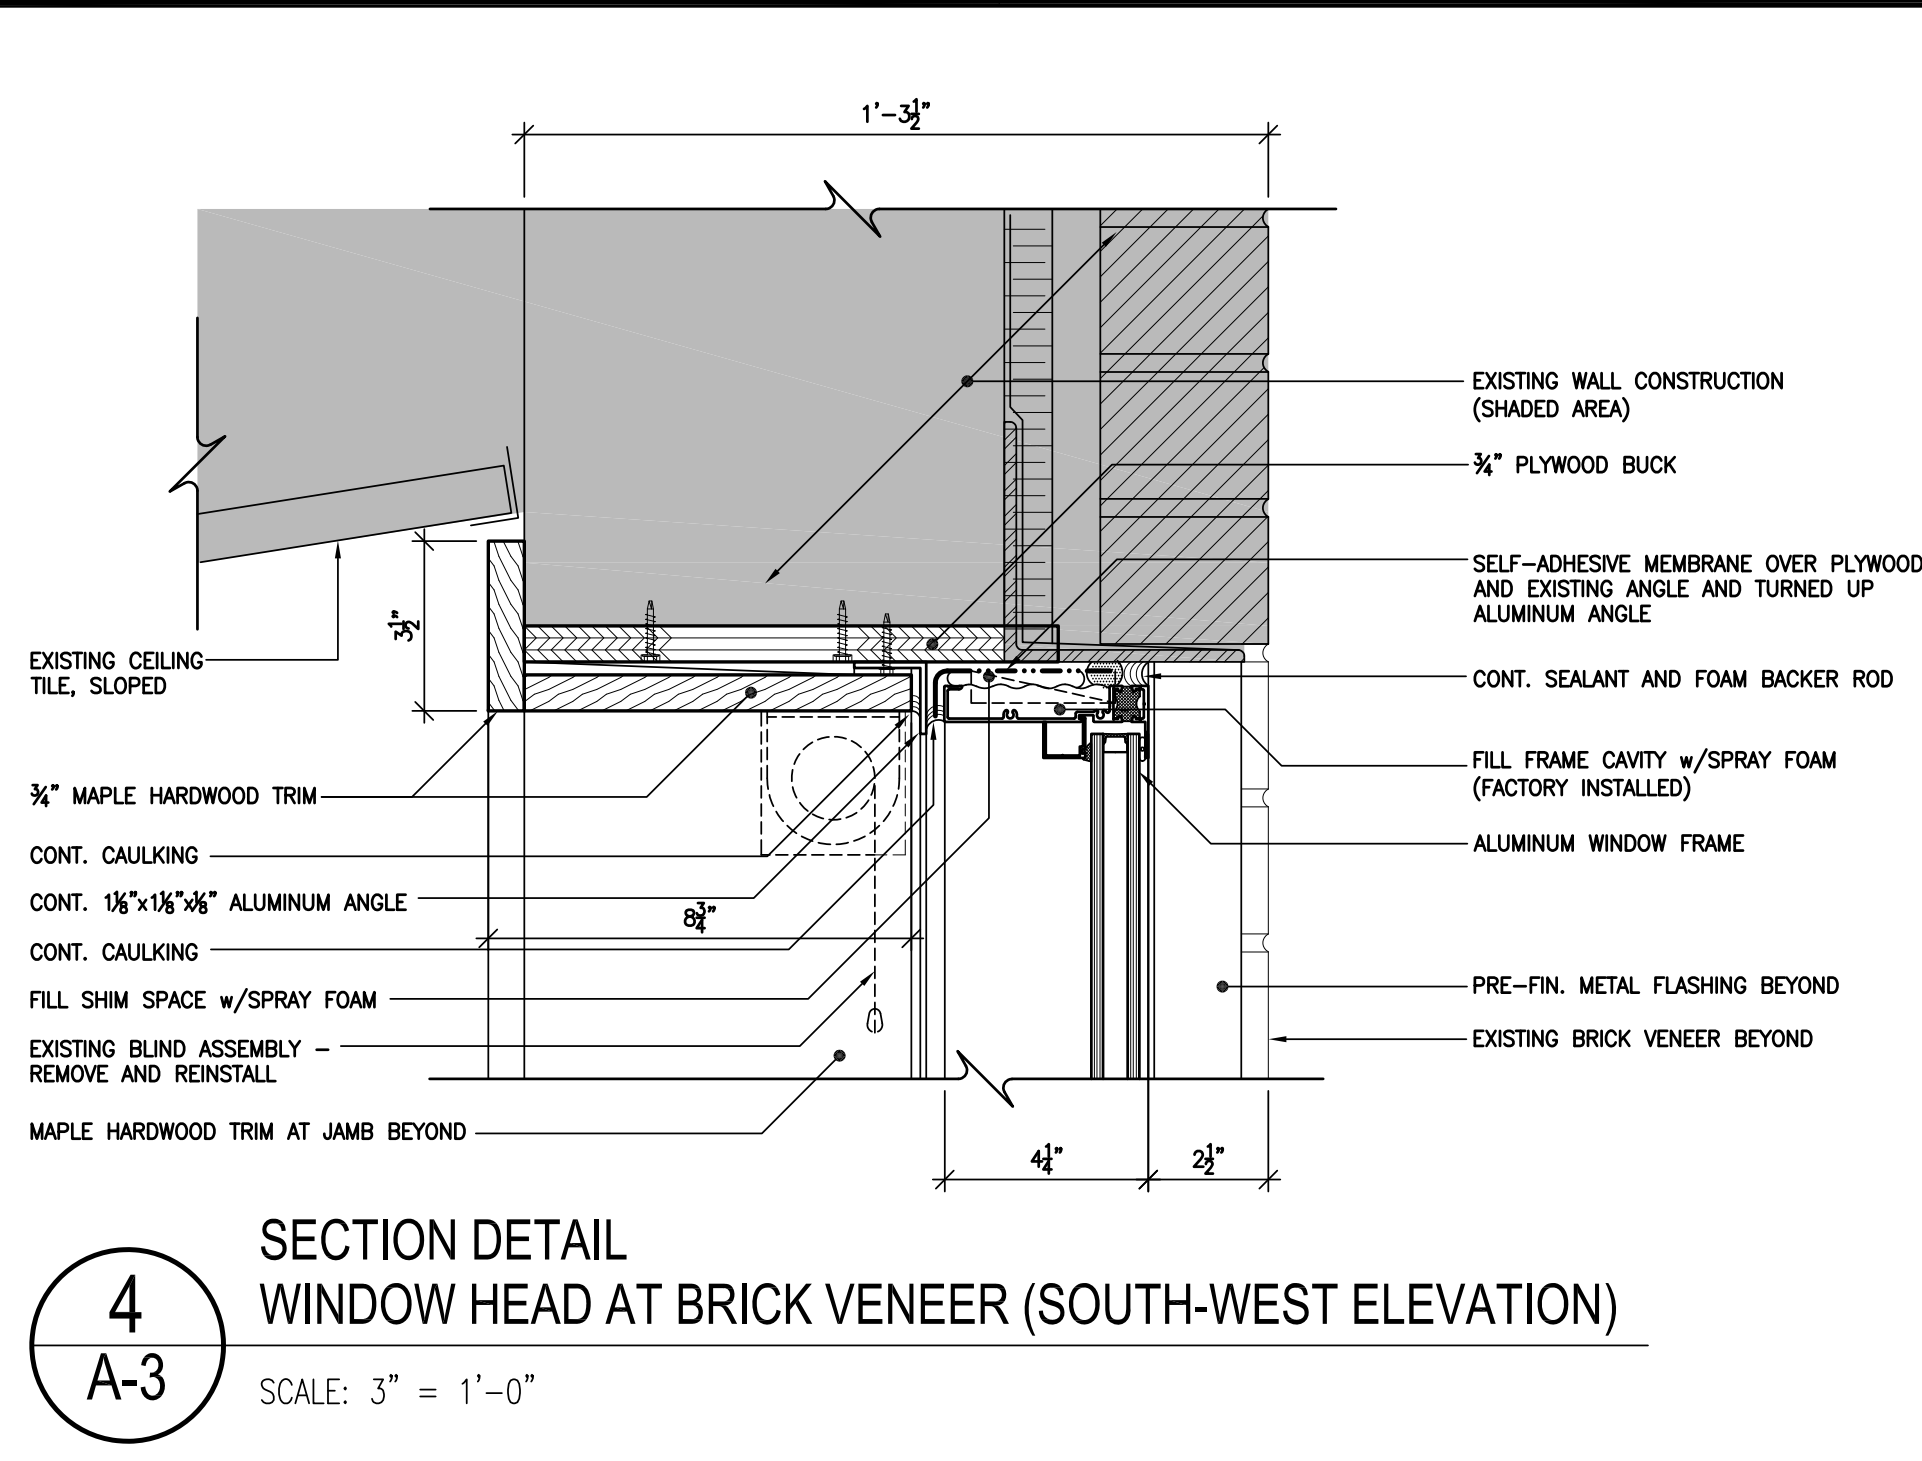 1'-3½"
EXISTING WALL CONSTRUCTION
(SHADED AREA)
¾" PLYWOOD BUCK
SELF-ADHESIVE MEMBRANE OVER PLYWOOD
AND EXISTING ANGLE AND TURNED UP
ALUMINUM ANGLE
CONT. SEALANT AND FOAM BACKER ROD
FILL FRAME CAVITY w/SPRAY FOAM
(FACTORY INSTALLED)
ALUMINUM WINDOW FRAME
PRE-FIN. METAL FLASHING BEYOND
EXISTING BRICK VENEER BEYOND
3½"
EXISTING CEILING
TILE, SLOPED
¾" MAPLE HARDWOOD TRIM
CONT. CAULKING
CONT. 1⅛"x1⅛"x⅛" ALUMINUM ANGLE
CONT. CAULKING
FILL SHIM SPACE w/SPRAY FOAM
EXISTING BLIND ASSEMBLY -
REMOVE AND REINSTALL
MAPLE HARDWOOD TRIM AT JAMB BEYOND
8¾"
4¼"
2½"
4
A-3
SECTION DETAIL
WINDOW HEAD AT BRICK VENEER (SOUTH-WEST ELEVATION)
SCALE: 3" = 1'-0"